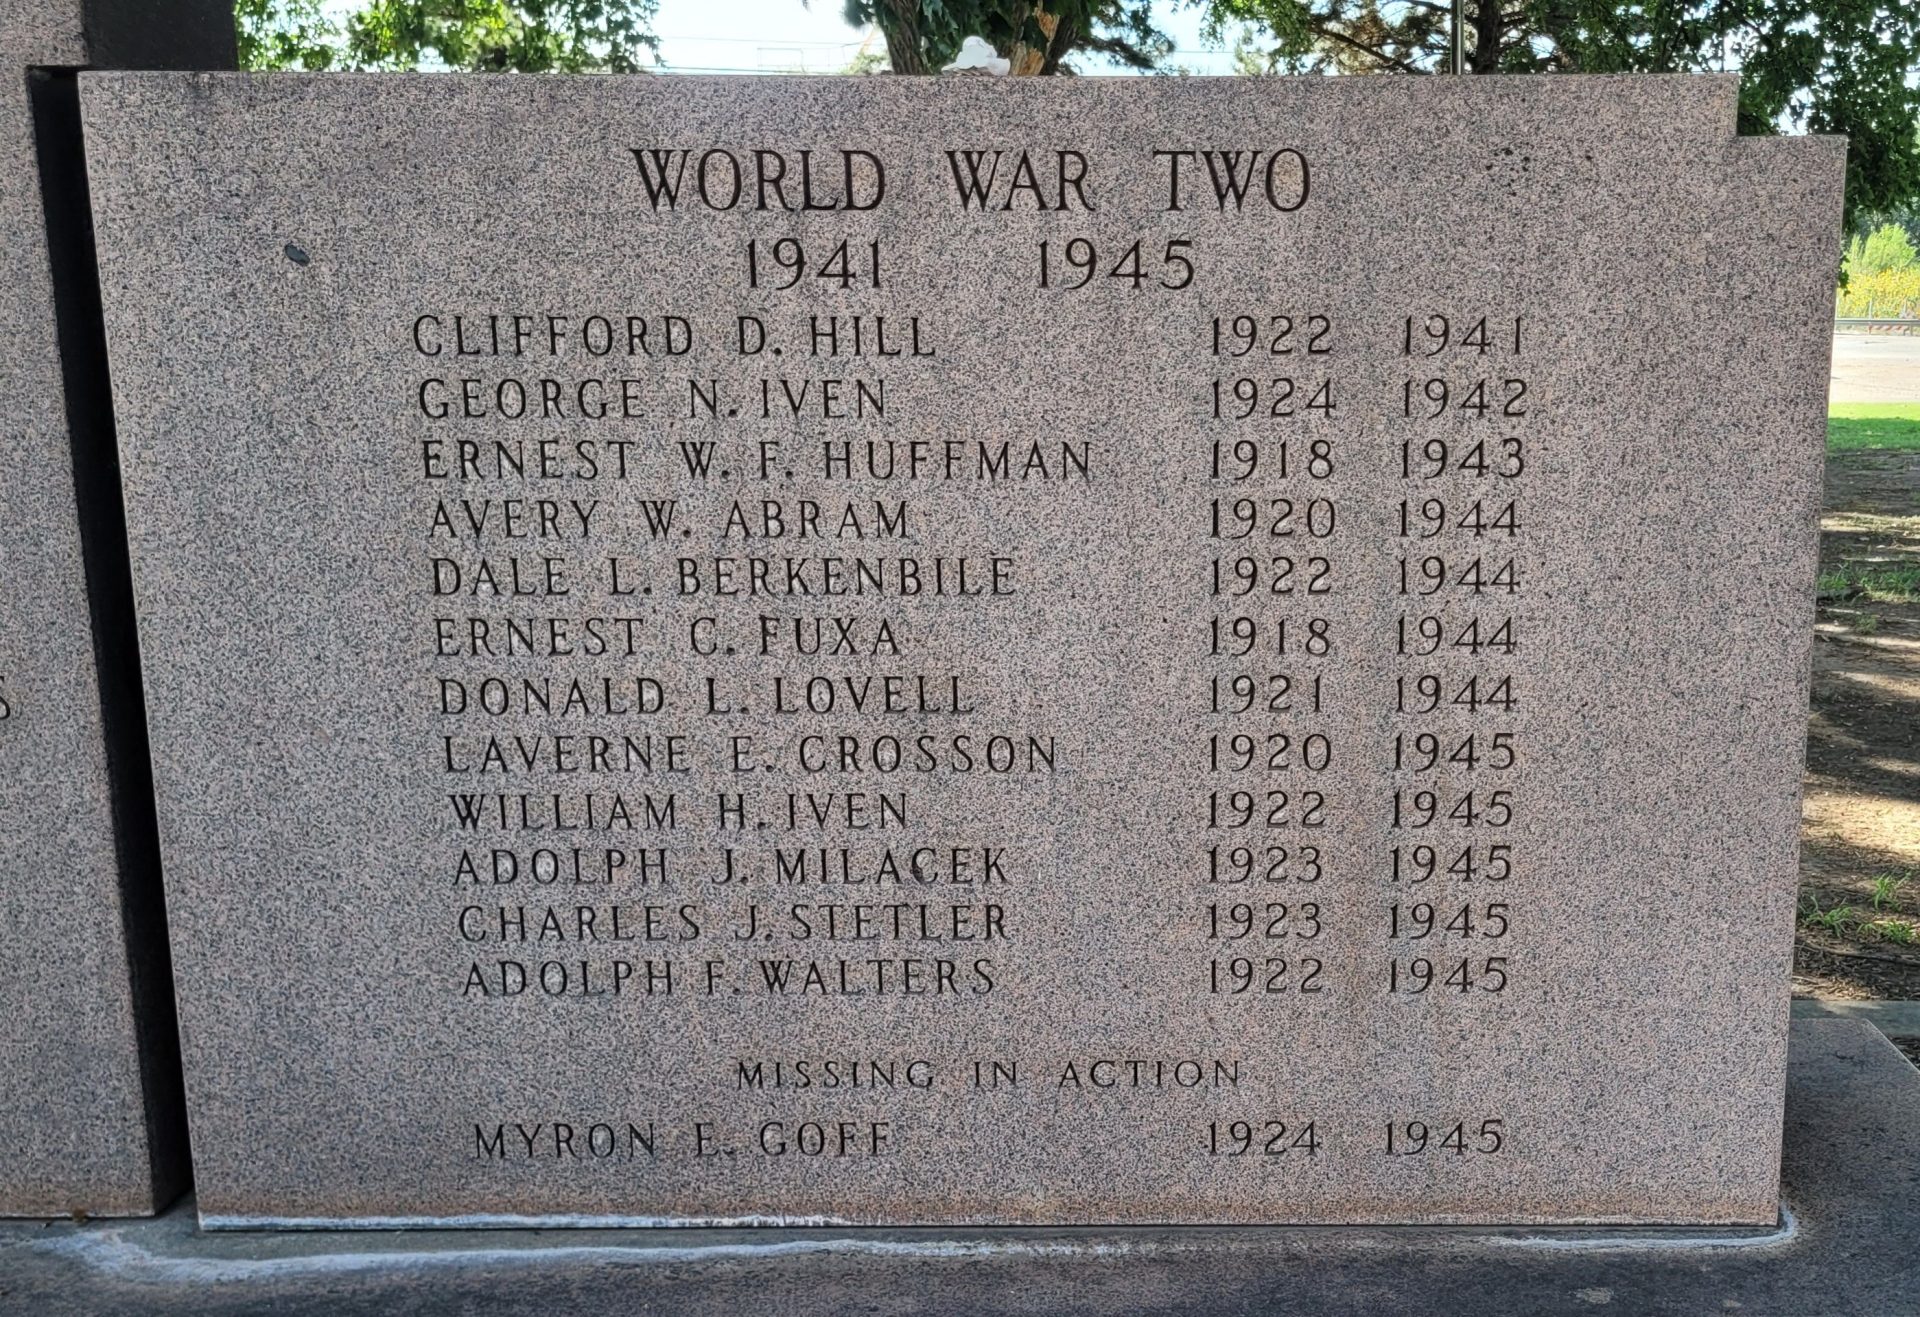 WORLD WAR TWO
1941 1945
CLIFFORD D. HILL 1922 1941
GEORGE N. IVEN 1924 1942
ERNEST W. F. HUFFMAN 1918 1943
AVERY W. ABRAM 1920 1944
DALE L. BERKENBILE 1922 1944
ERNEST C. FUXA 1918 1944
DONALD L. LOVELL 1921 1944
LAVERNE E. CROSSON 1920 1945
WILLIAM H. IVEN 1922 1945
ADOLPH J. MILACEK 1923 1945
CHARLES J. STETLER 1923 1945
ADOLPH F. WALTERS 1922 1945
MISSING IN ACTION
MYRON E. GOFF 1924 1945